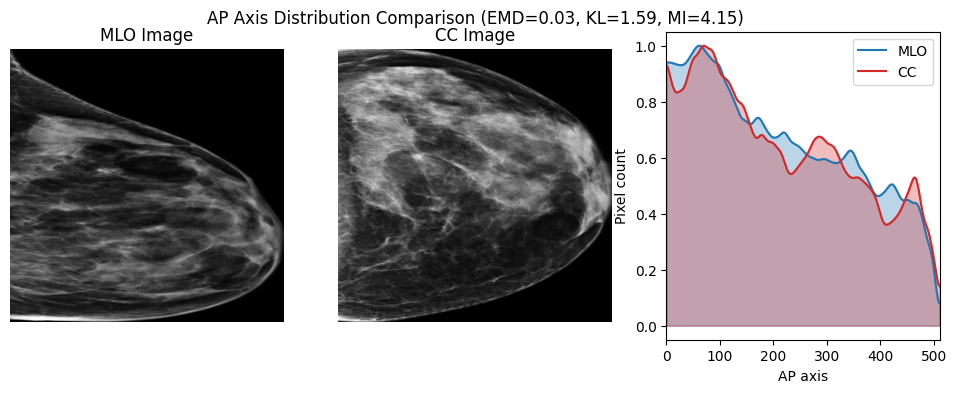 AP Axis Distribution Comparison (EMD=0.03, KL=1.59, MI=4.15)
MLO Image
CC Image
MLO
CC
Pixel count
1.0
0.8
0.6
0.4
0.2
0.0
0 100 200 300 400 500
AP axis